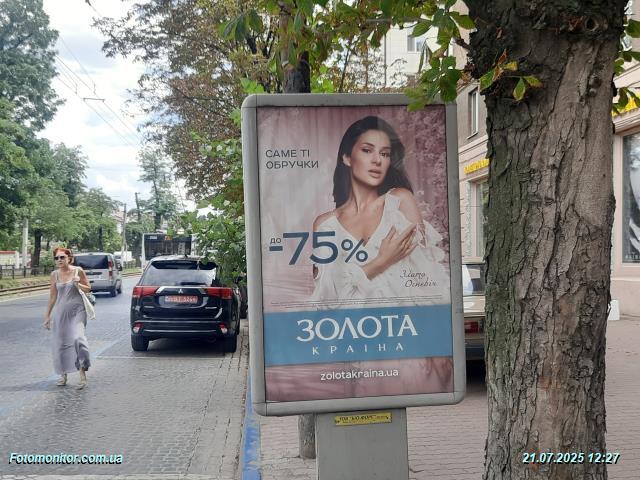 САМЕ ТІ
ОБРУЧКИ
ДО
-75%
Злата
Огнєвіч
ЗОЛОТА
КРАЇНА
zolotakraina.ua
Fotomonitor.com.ua
21.07.2025 12:27